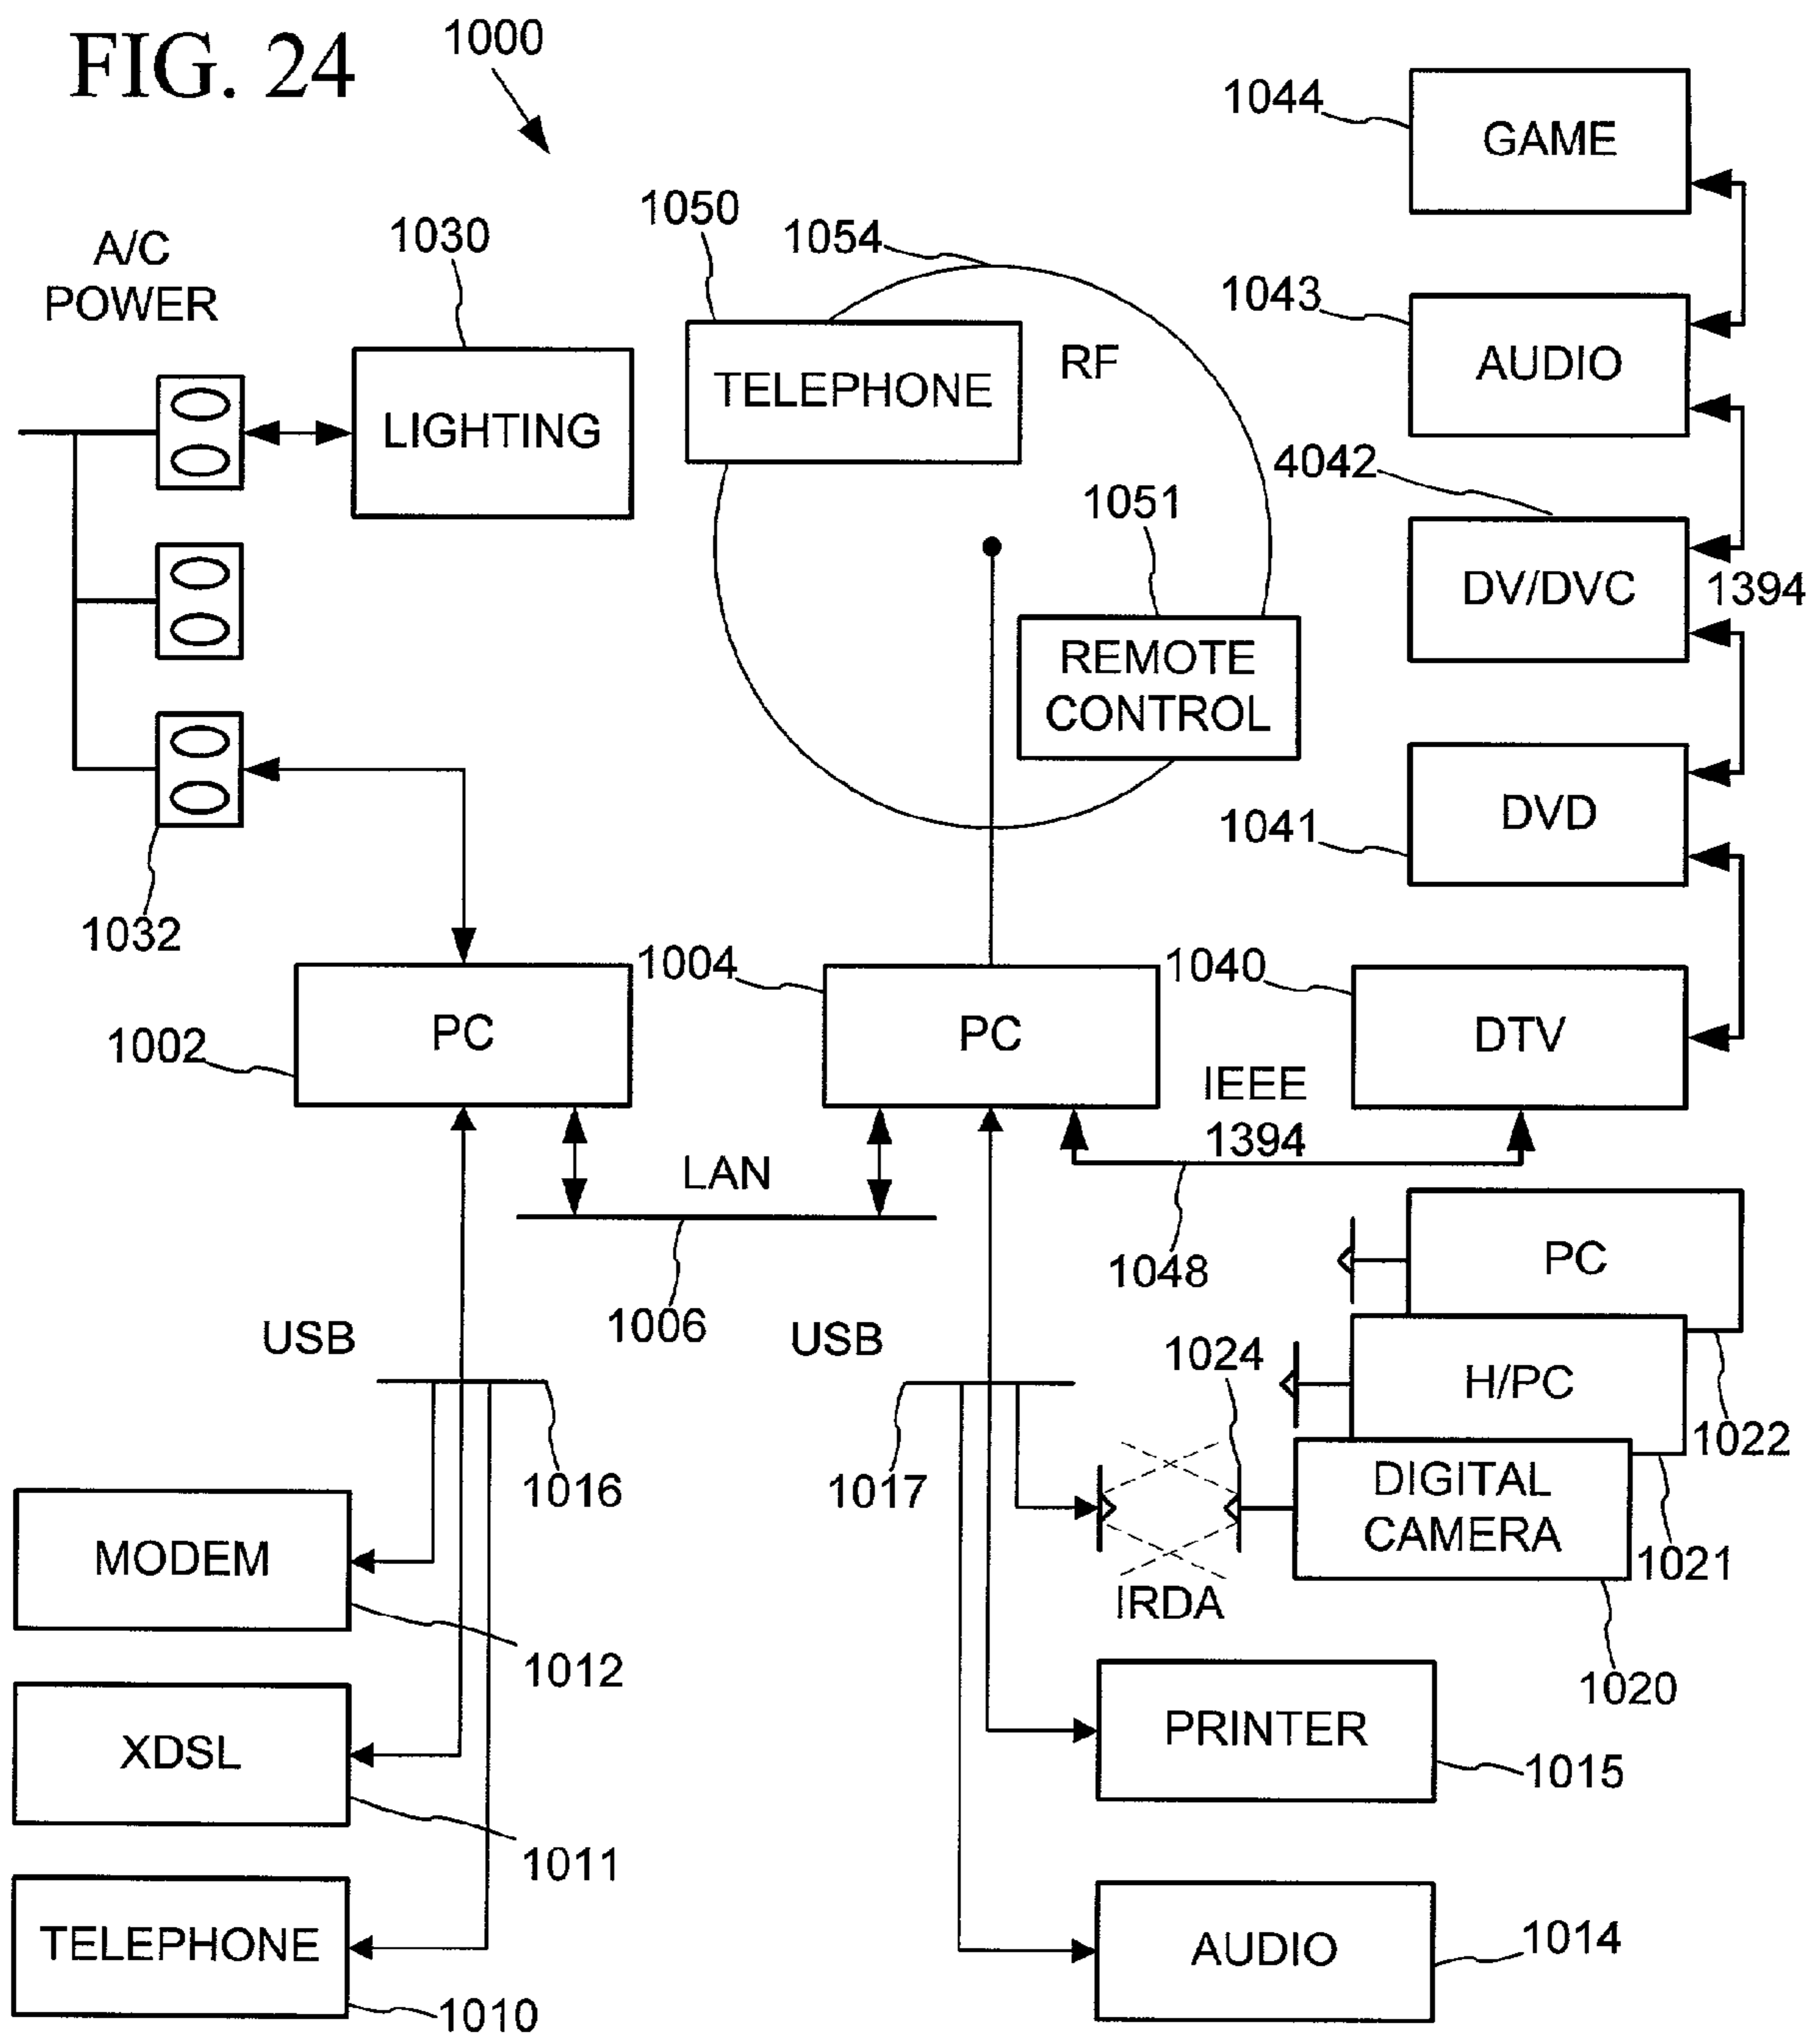 FIG. 24
1000
1044
GAME
1050
1054
1030
A/C
POWER
1043
AUDIO
RF
TELEPHONE
LIGHTING
4042
1051
DV/DVC
1394
REMOTE
CONTROL
DVD
1041
1032
1004
1040
PC
PC
DTV
1002
IEEE
1394
LAN
1048
PC
1006
USB
USB
1024
H/PC
1022
1016
1017
DIGITAL
CAMERA
MODEM
1021
IRDA
1012
1020
PRINTER
XDSL
1015
1011
TELEPHONE
AUDIO
1014
1010